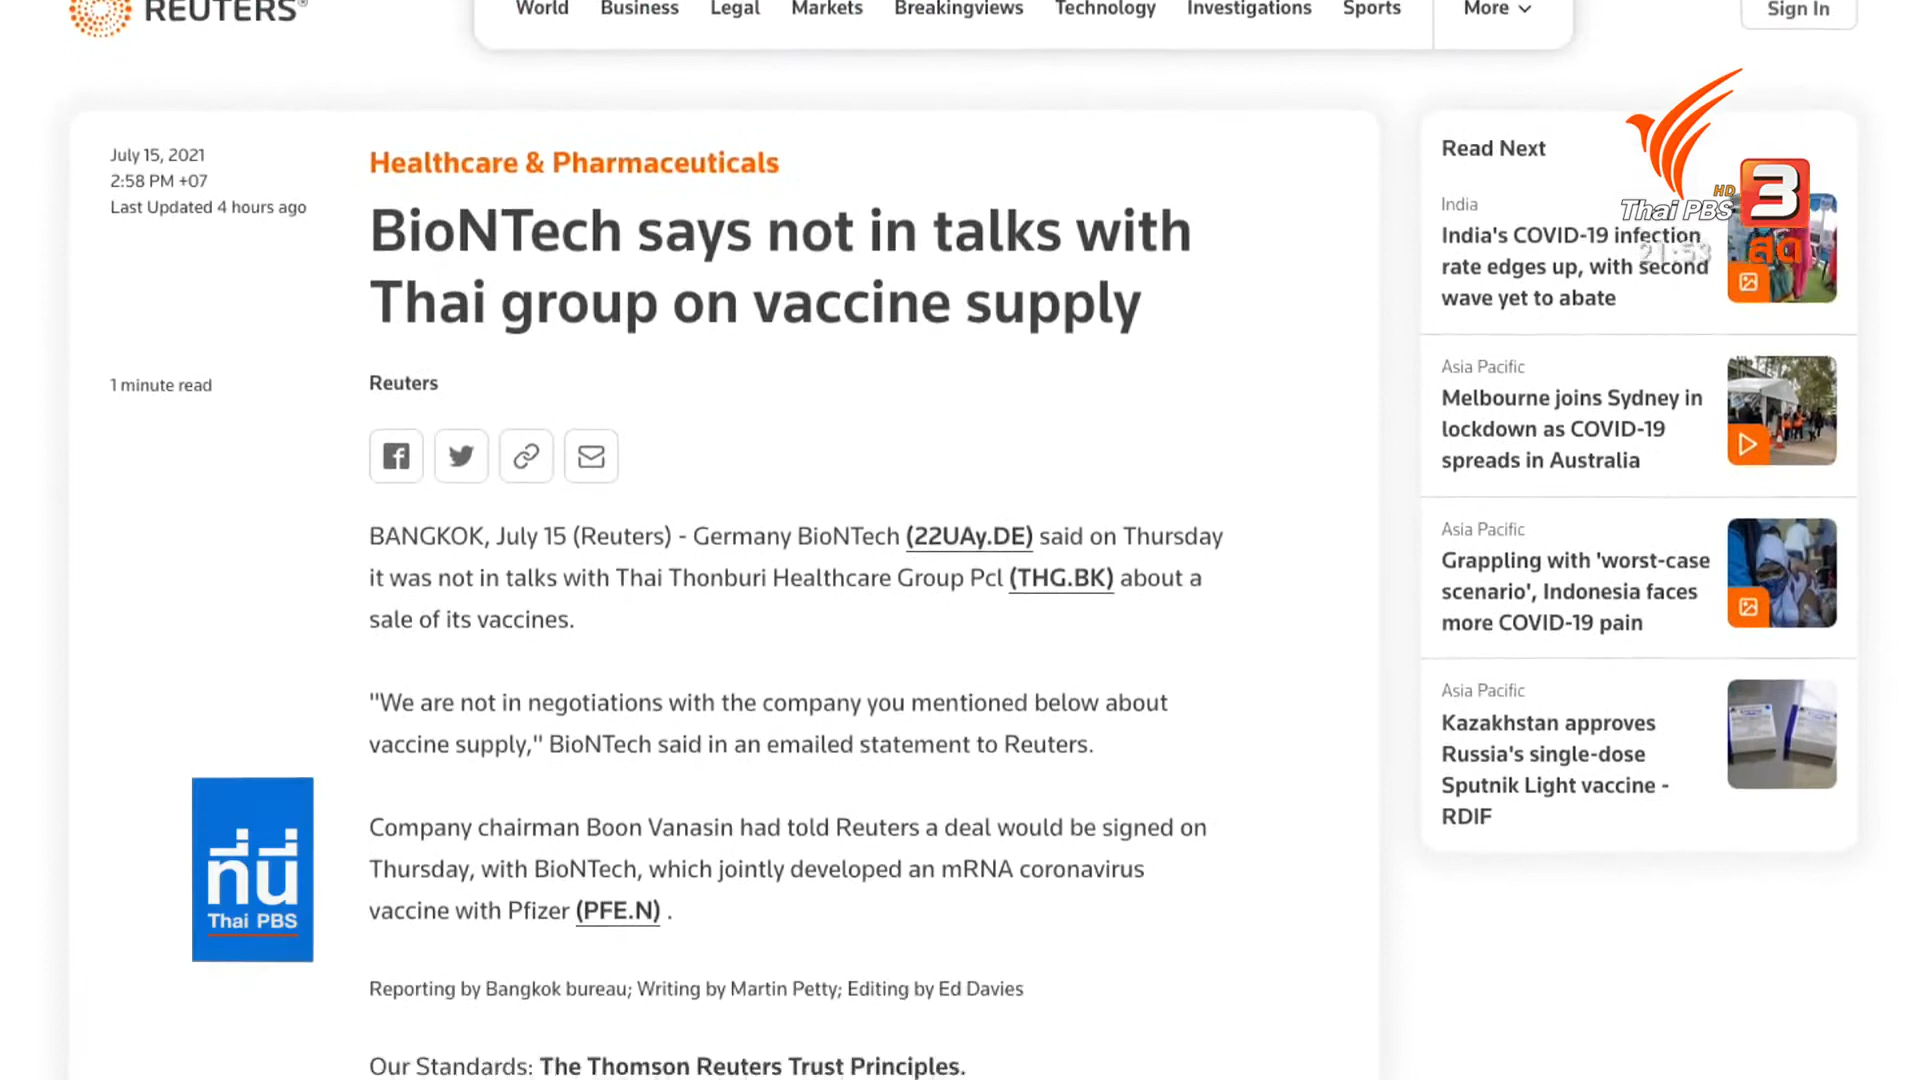 REUTERS®
World Business Legal Markets Breakingviews Technology Investigations Sports More
Sign In
July 15, 2021
2:58 PM +07
Last Updated 4 hours ago
Healthcare & Pharmaceuticals
BioNTech says not in talks with
Thai group on vaccine supply
1 minute read
Reuters
BANGKOK, July 15 (Reuters) - Germany BioNTech (22UAy.DE) said on Thursday
it was not in talks with Thai Thonburi Healthcare Group Pcl (THG.BK) about a
sale of its vaccines.
"We are not in negotiations with the company you mentioned below about
vaccine supply," BioNTech said in an emailed statement to Reuters.
Company chairman Boon Vanasin had told Reuters a deal would be signed on
Thursday, with BioNTech, which jointly developed an mRNA coronavirus
vaccine with Pfizer (PFE.N) .
Reporting by Bangkok bureau; Writing by Martin Petty; Editing by Ed Davies
Our Standards: The Thomson Reuters Trust Principles.
ที่นี่
Thai PBS
Read Next
India
India's COVID-19 infection
rate edges up, with second
wave yet to abate
Asia Pacific
Melbourne joins Sydney in
lockdown as COVID-19
spreads in Australia
Asia Pacific
Grappling with 'worst-case
scenario', Indonesia faces
more COVID-19 pain
Asia Pacific
Kazakhstan approves
Russia's single-dose
Sputnik Light vaccine -
RDIF
Thai PBS HD 3
21:53 สด